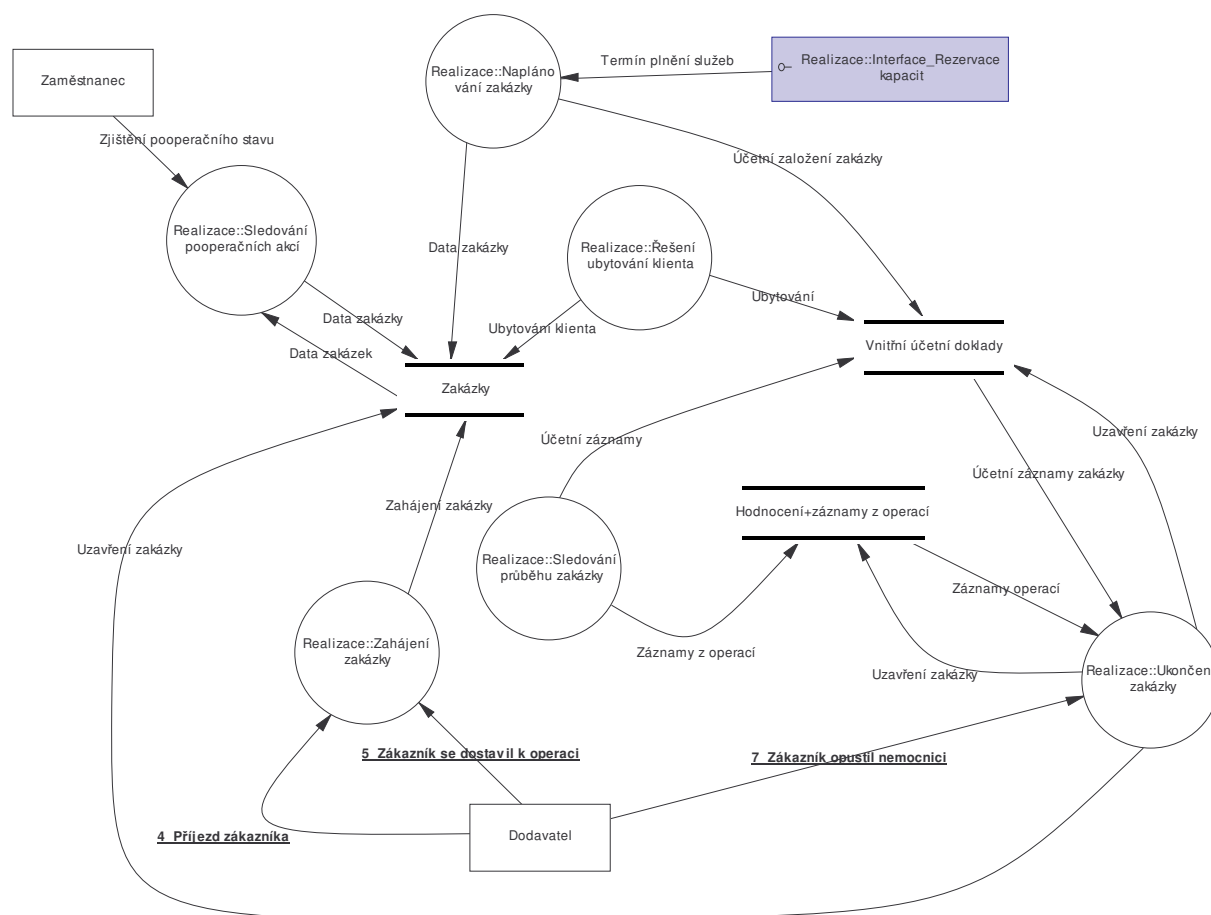 Zaměstnanec
Realizace::Napláno
vání zakázky
Termín plnění služeb
Realizace::Interface_Rezervace
kapacit
Zjištění pooperačního stavu
Účetní založení zakázky
Realizace::Sledování
pooperačních akcí
Data zakázky
Realizace::Řešení
ubytování klienta
Ubytování
Data zakázky
Ubytování klienta
Data zakázek
Vnitřní účetní doklady
Zakázky
Účetní záznamy
Uzavření zakázky
Účetní záznamy zakázky
Zahájení zakázky
Hodnocení+záznamy z operací
Uzavření zakázky
Realizace::Sledování
průběhu zakázky
Záznamy operací
Realizace::Zahájení
zakázky
Záznamy z operací
Uzavření zakázky
Realizace::Ukončen
zakázky
5 Zákazník se dostavil k operaci
7 Zákazník opustil nemocnici
4 Příjezd zákazníka
Dodavatel